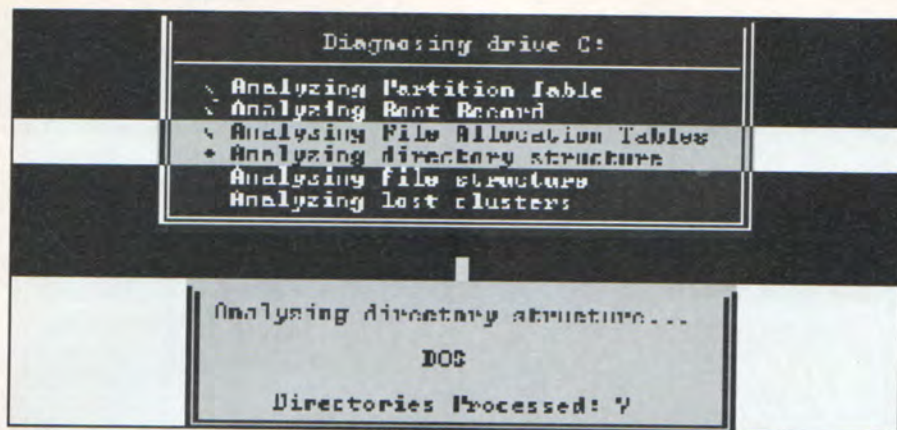 Diagnosing drive C:
Analyzing Partition Table
Analyzing Boot Record
Analyzing File Allocation Tables
Analyzing directory structure
Analyzing file structure
Analyzing lost clusters
Analyzing directory structure...
DOS
Directories Processed: